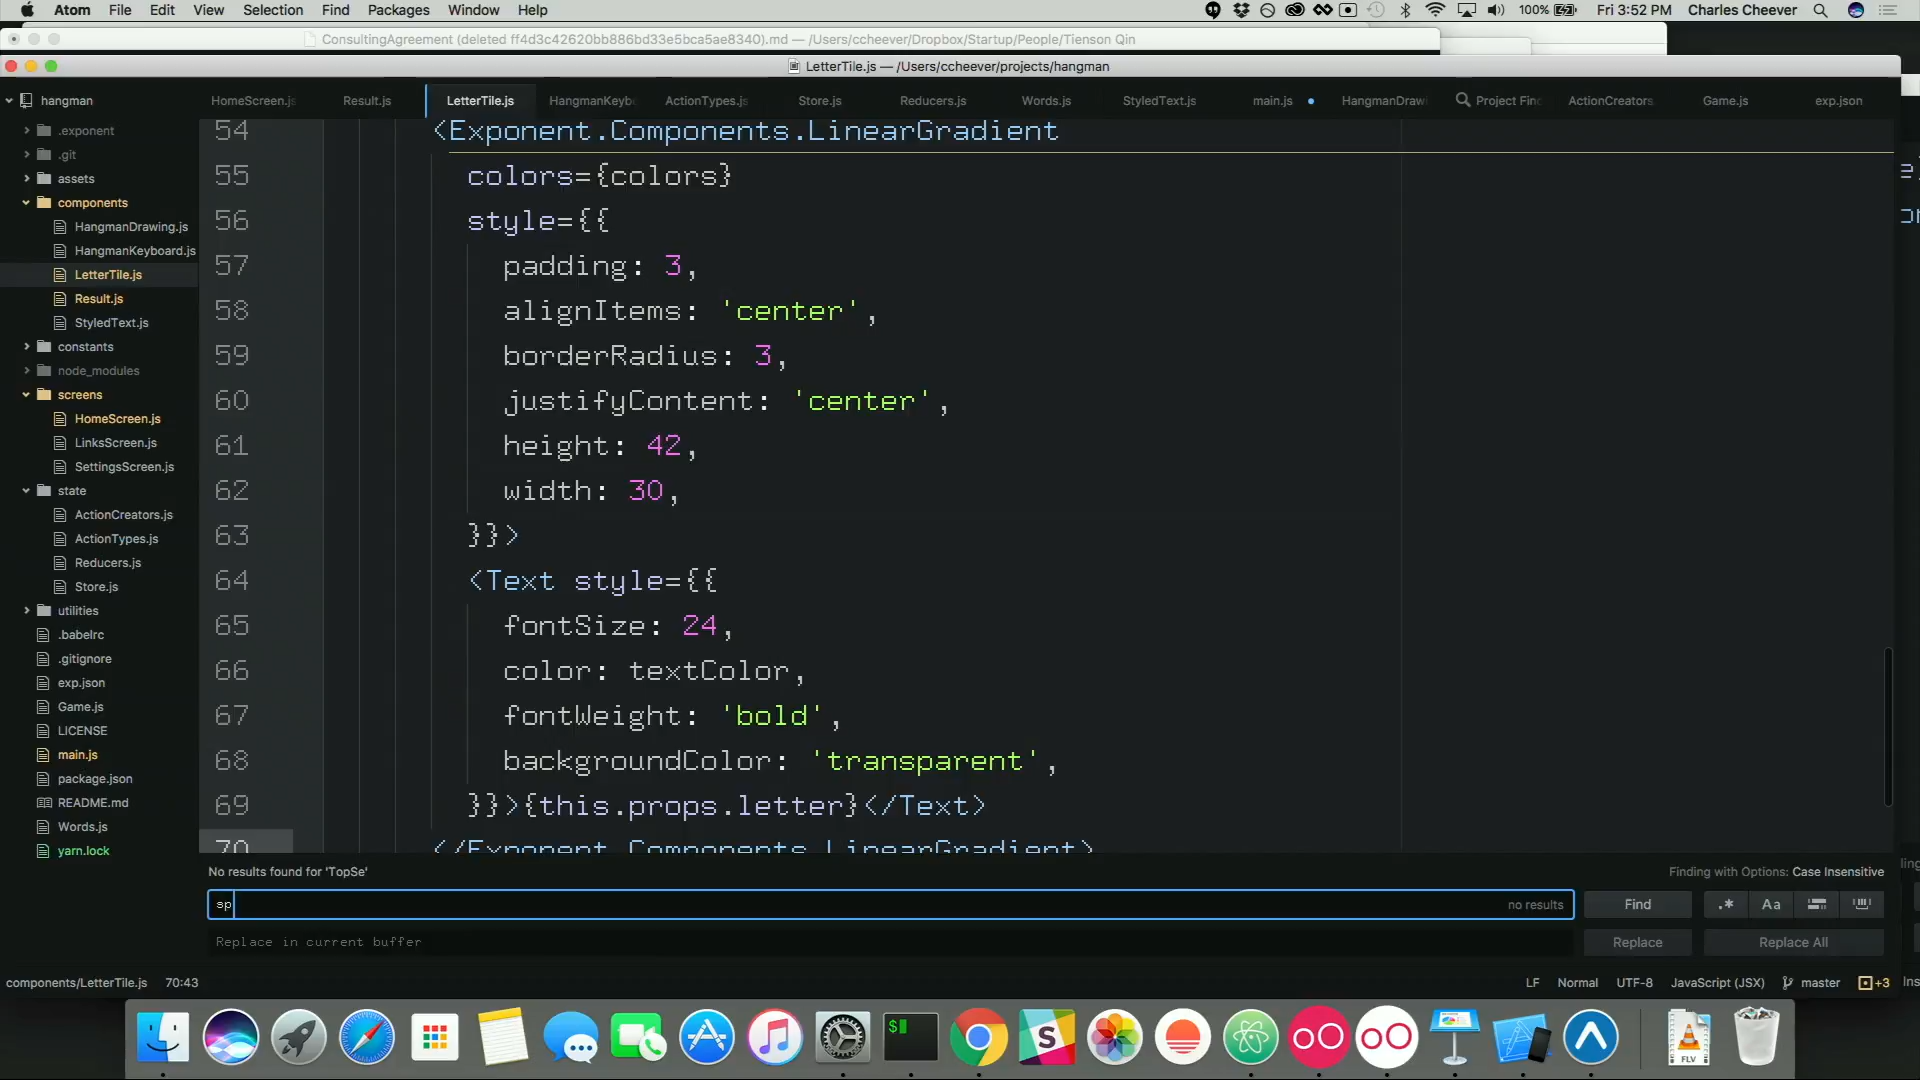 Atom File Edit View Selection Find Packages Window Help 100% Fri 3:52 PM Charles Cheever
ConsultingAgreement (deleted ff4d3c42620bb886bd33e5bca5ae8340).md — /Users/ccheever/Dropbox/Startup/People/Tienson Qin
LetterTile.js — /Users/ccheever/projects/hangman
hangman
.exponent
.git
assets
components
HangmanDrawing.js
HangmanKeyboard.js
LetterTile.js
Result.js
StyledText.js
constants
node_modules
screens
HomeScreen.js
LinksScreen.js
SettingsScreen.js
state
ActionCreators.js
ActionTypes.js
Reducers.js
Store.js
utilities
.babelrc
.gitignore
exp.json
Game.js
LICENSE
main.js
package.json
README.md
Words.js
yarn.lock
HomeScreen.js Result.js LetterTile.js HangmanKeyb ActionTypes.js Store.js Reducers.js Words.js StyledText.js main.js HangmanDraw Project Fin ActionCreators Game.js exp.json
54 <Exponent.Components.LinearGradient
55 colors={colors}
56 style={{
57 padding: 3,
58 alignItems: 'center',
59 borderRadius: 3,
60 justifyContent: 'center',
61 height: 42,
62 width: 30,
63 }}>
64 <Text style={{
65 fontSize: 24,
66 color: textColor,
67 fontWeight: 'bold',
68 backgroundColor: 'transparent',
69 }}>{this.props.letter}</Text>
70 </Exponent.Components.LinearGradient>
No results found for 'TopSe' Finding with Options: Case Insensitive
sp no results Find .* Aa
Replace in current buffer Replace Replace All
components/LetterTile.js 70:43 LF Normal UTF-8 JavaScript (JSX) master +3
$
S
FLV